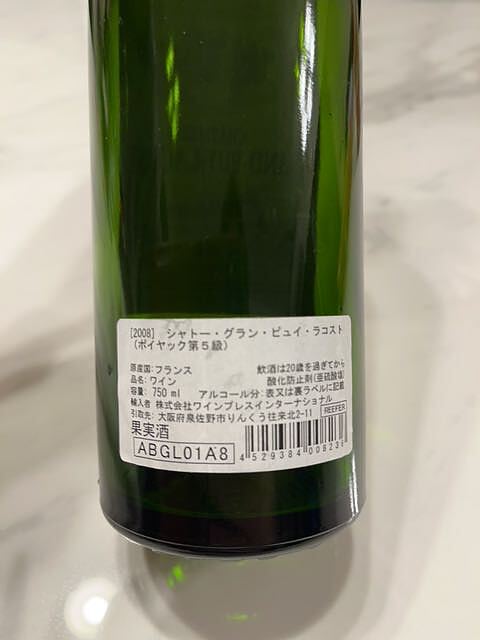 [2008] シャトー・グラン・ピュイ・ラコスト
(ポイヤック第５級)
原産国:フランス 飲酒は20歳を過ぎてから
品名:ワイン 酸化防止剤(亜硫酸塩)
容量: 750 ml アルコール分:表又は裏ラベルに記載
輸入者 株式会社ワインプレスインターナショナル
引取先: 大阪府泉佐野市りんくう往来北2-11 REEFER
果実酒
ABGL01A8
4 529384 008238